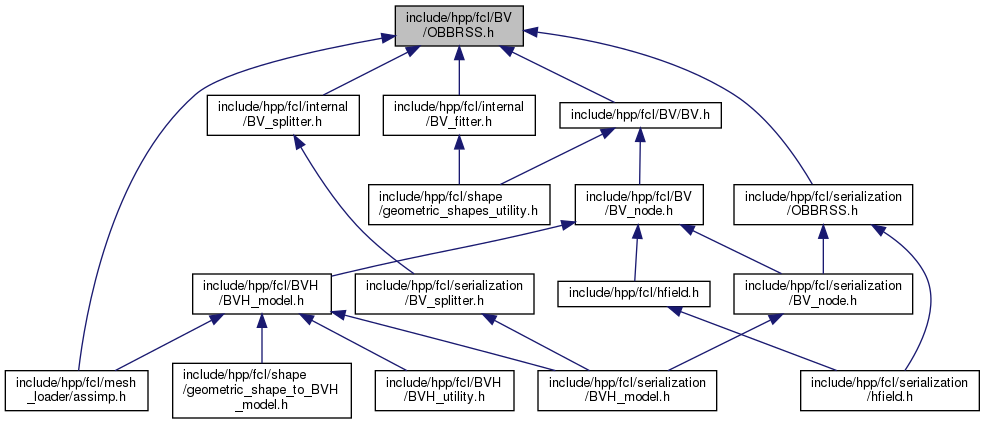 include/hpp/fcl/BV
/OBBRSS.h
include/hpp/fcl/internal
/BV_splitter.h
include/hpp/fcl/internal
/BV_fitter.h
include/hpp/fcl/BV/BV.h
include/hpp/fcl/shape
/geometric_shapes_utility.h
include/hpp/fcl/BV
/BV_node.h
include/hpp/fcl/serialization
/OBBRSS.h
include/hpp/fcl/BVH
/BVH_model.h
include/hpp/fcl/serialization
/BV_splitter.h
include/hpp/fcl/hfield.h
include/hpp/fcl/serialization
/BV_node.h
include/hpp/fcl/mesh
_loader/assimp.h
include/hpp/fcl/shape
/geometric_shape_to_BVH
_model.h
include/hpp/fcl/BVH
/BVH_utility.h
include/hpp/fcl/serialization
/BVH_model.h
include/hpp/fcl/serialization
/hfield.h